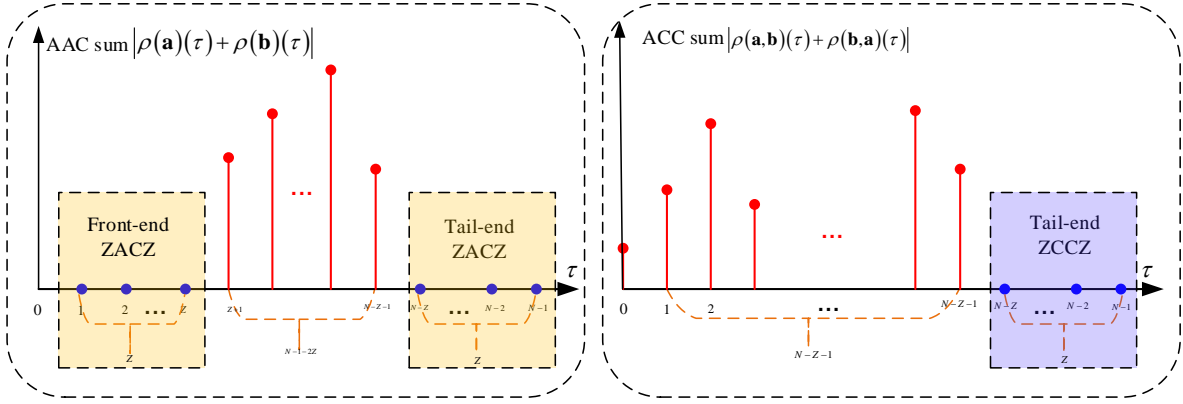 AAC sum |ρ(a)(τ) + ρ(b)(τ)|
...
Front-end
ZACZ
Tail-end
ZACZ
τ
0 1 2 ... Z Z+1 N-Z-1 N-Z ... N-2 N-1
Z N-1-2Z Z
ACC sum |ρ(a,b)(τ) + ρ(b,a)(τ)|
...
Tail-end
ZCCZ
τ
0 1 2 ... N-Z-1 N-Z ... N-2 N-1
N-Z-1 Z